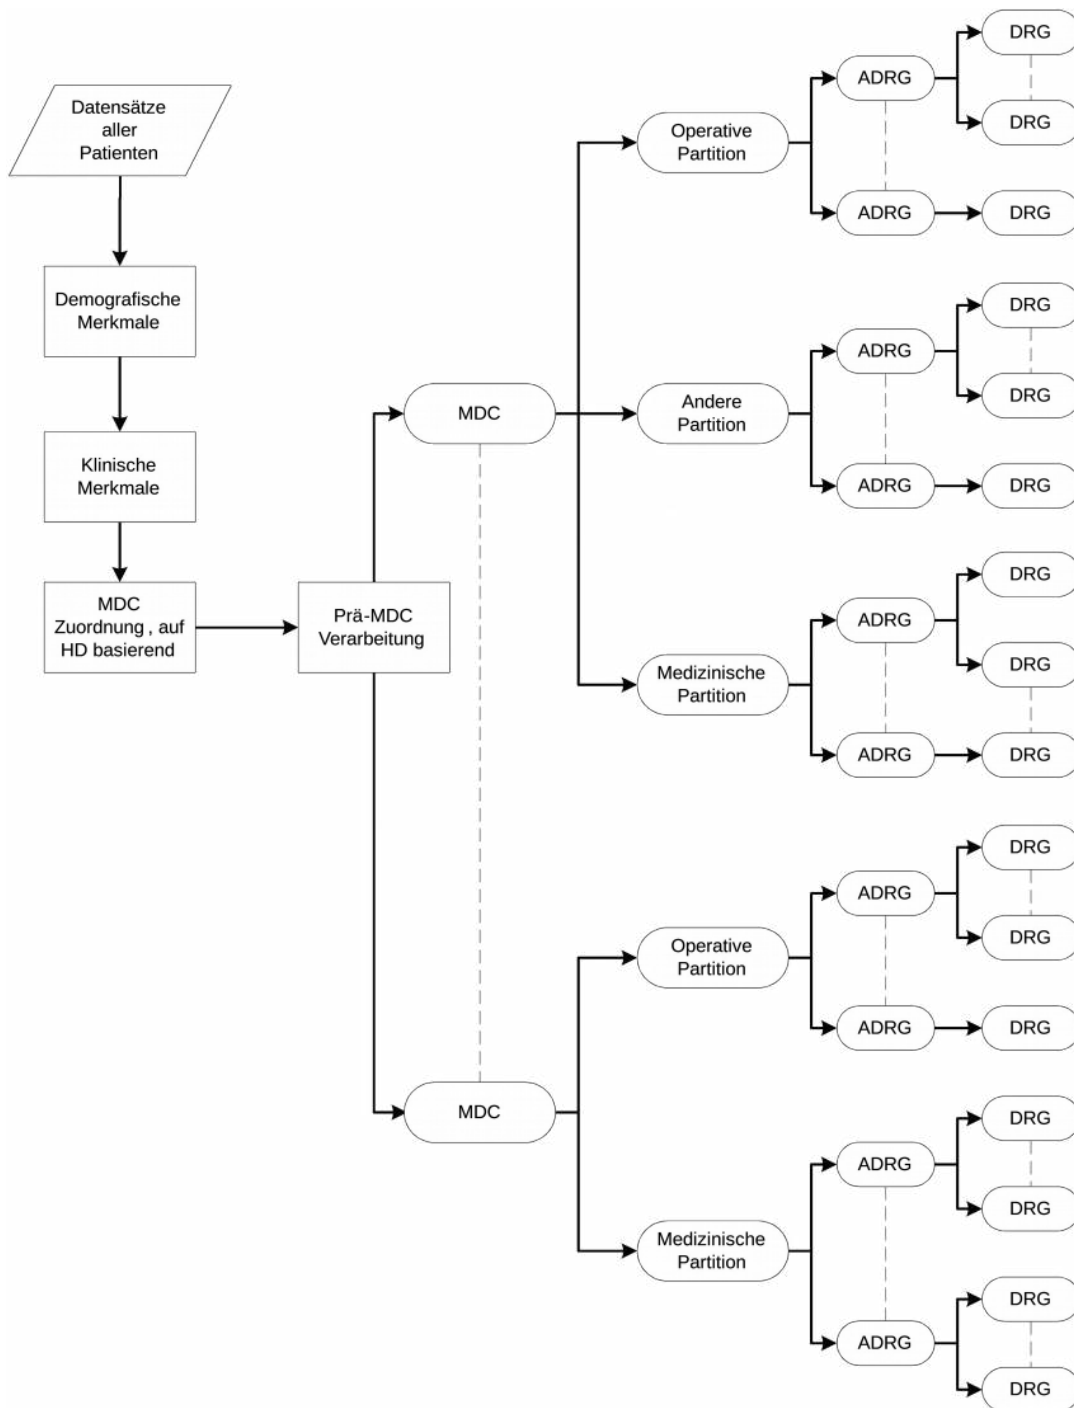 Datensätze
aller
Patienten
Demografische
Merkmale
Klinische
Merkmale
MDC
Zuordnung , auf
HD basierend
Prä-MDC
Verarbeitung
MDC
Operative
Partition
ADRG
DRG
DRG
ADRG
DRG
Andere
Partition
ADRG
DRG
DRG
ADRG
DRG
Medizinische
Partition
ADRG
DRG
DRG
ADRG
DRG
MDC
Operative
Partition
ADRG
DRG
DRG
ADRG
DRG
Medizinische
Partition
ADRG
DRG
DRG
ADRG
DRG
DRG